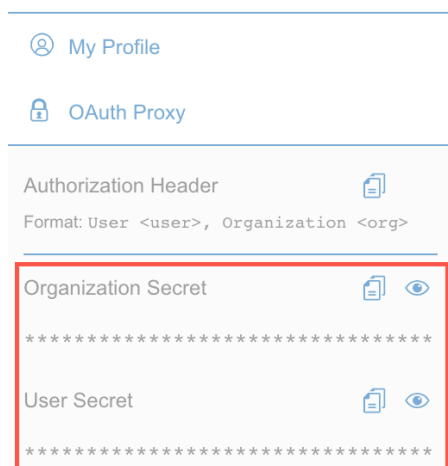 My Profile
OAuth Proxy
Authorization Header
Format: User <user>, Organization <org>
Organization Secret
*********************************
User Secret
*********************************